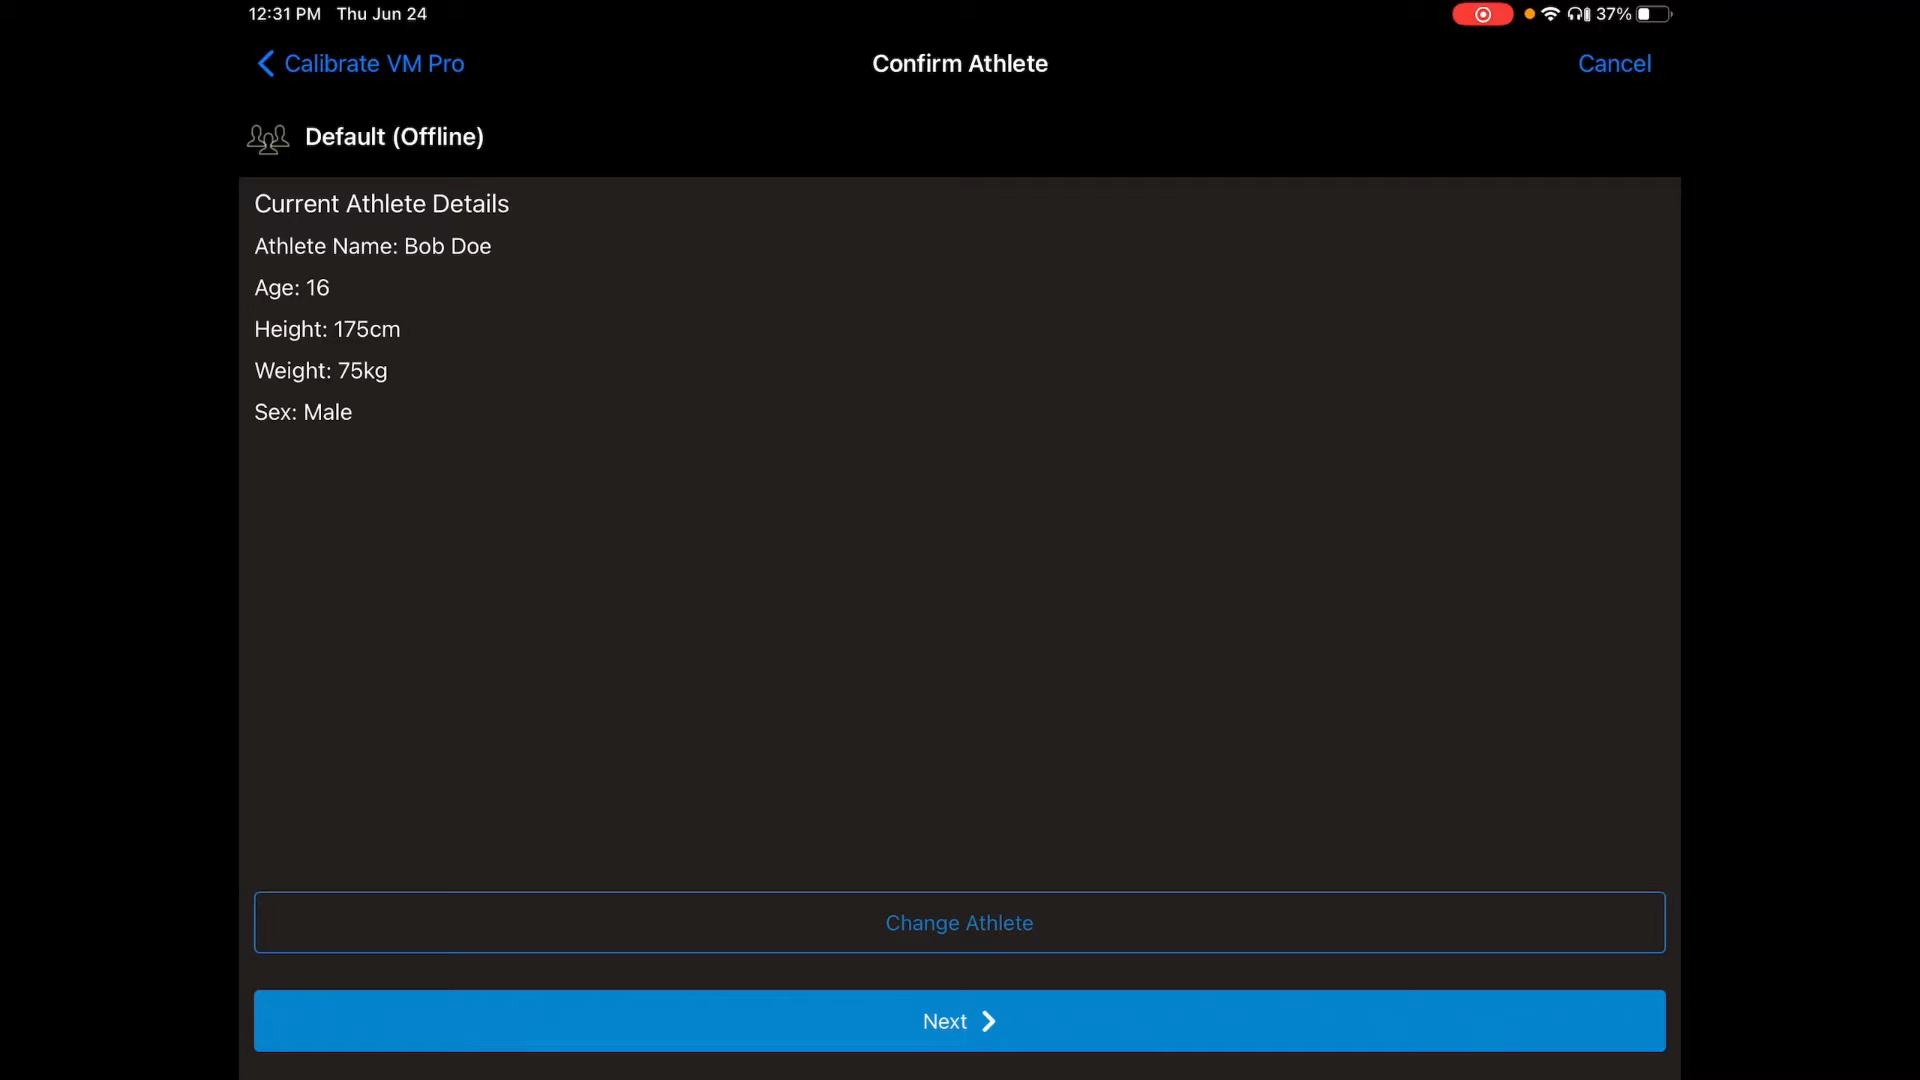 12:31 PM Thu Jun 24
37%
Calibrate VM Pro
Confirm Athlete
Cancel
Default (Offline)
Current Athlete Details
Athlete Name: Bob Doe
Age: 16
Height: 175cm
Weight: 75kg
Sex: Male
Change Athlete
Next